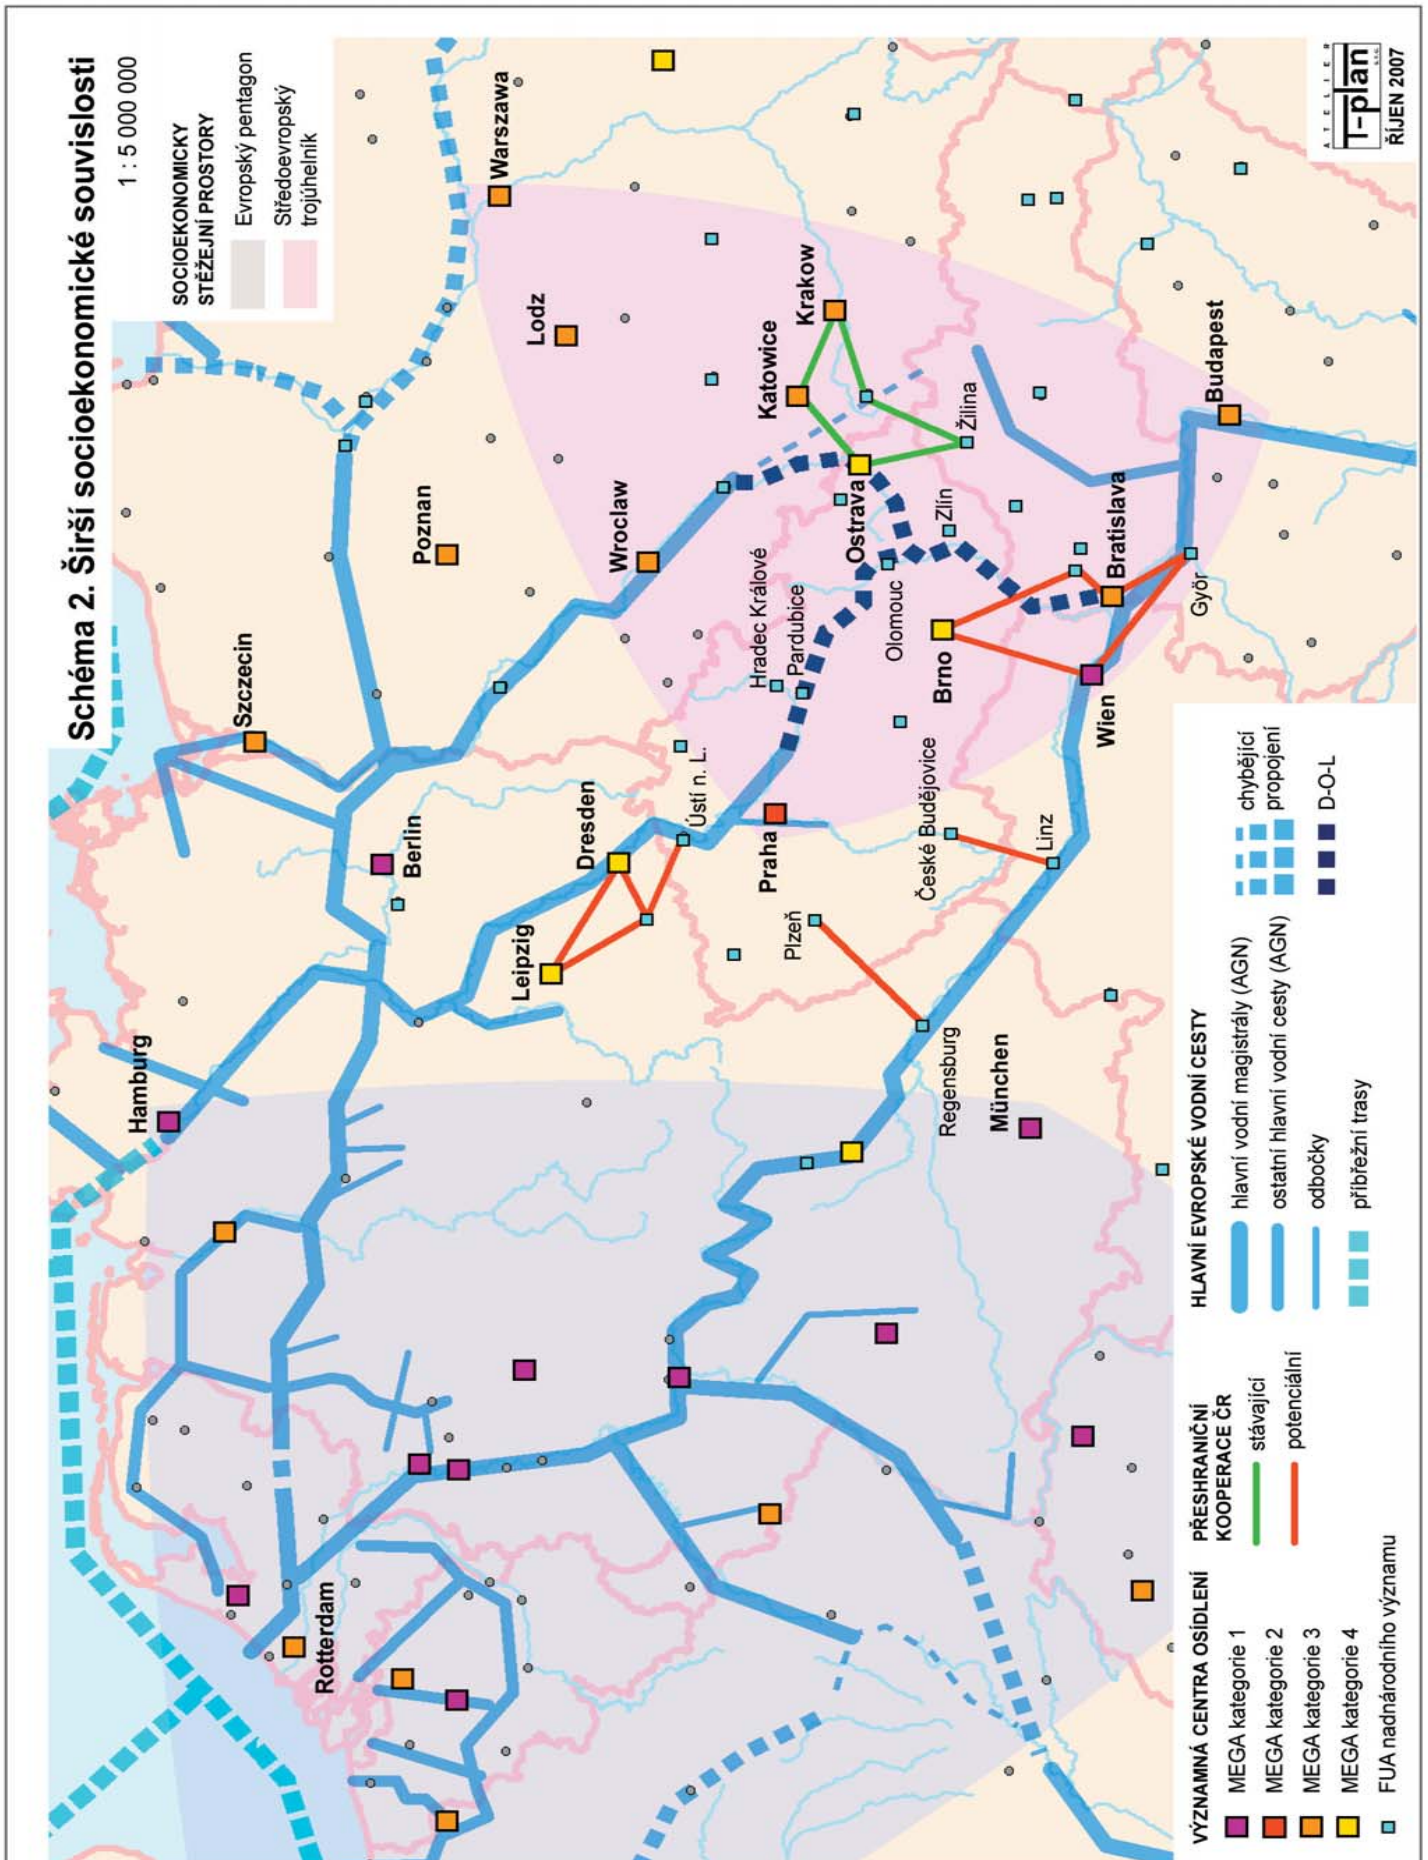 Schéma 2. Širší socioekonomické souvislosti
1 : 5 000 000
SOCIOEKONOMICKY
STĚŽEJNÍ PROSTORY
Evropský pentagon
Středoevropský
trojúhelník
Hamburg
Szczecin
Berlin
Poznan
Warszawa
Lodz
Rotterdam
Leipzig
Dresden
Wroclaw
Ústí n. L.
Praha
Hradec Králové
Pardubice
Katowice
Krakow
Plzeň
Ostrava
Olomouc
Zlín
Žilina
České Budějovice
Brno
Regensburg
München
Linz
Wien
Bratislava
Györ
Budapest
VÝZNAMNÁ CENTRA OSÍDLENÍ
MEGA kategorie 1
MEGA kategorie 2
MEGA kategorie 3
MEGA kategorie 4
FUA nadnárodního významu
PŘESHRANIČNÍ
KOOPERACE ČR
stávající
potenciální
HLAVNÍ EVROPSKÉ VODNÍ CESTY
hlavní vodní magistrály (AGN)
ostatní hlavní vodní cesty (AGN)
odbočky
přibřežní trasy
chybějící
propojení
D-O-L
ATELIER
T-plan
s.r.o.
ŘÍJEN 2007